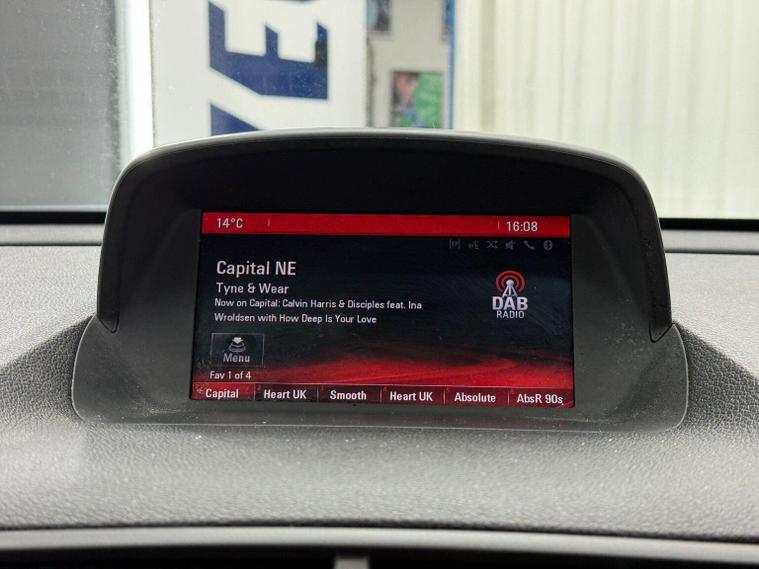 14°C
16:08
Capital NE
Tyne & Wear
Now on Capital: Calvin Harris & Disciples feat. Ina
Wroldsen with How Deep Is Your Love
DAB
RADIO
Menu
Fav 1 of 4
Capital Heart UK Smooth Heart UK Absolute AbsR 90s